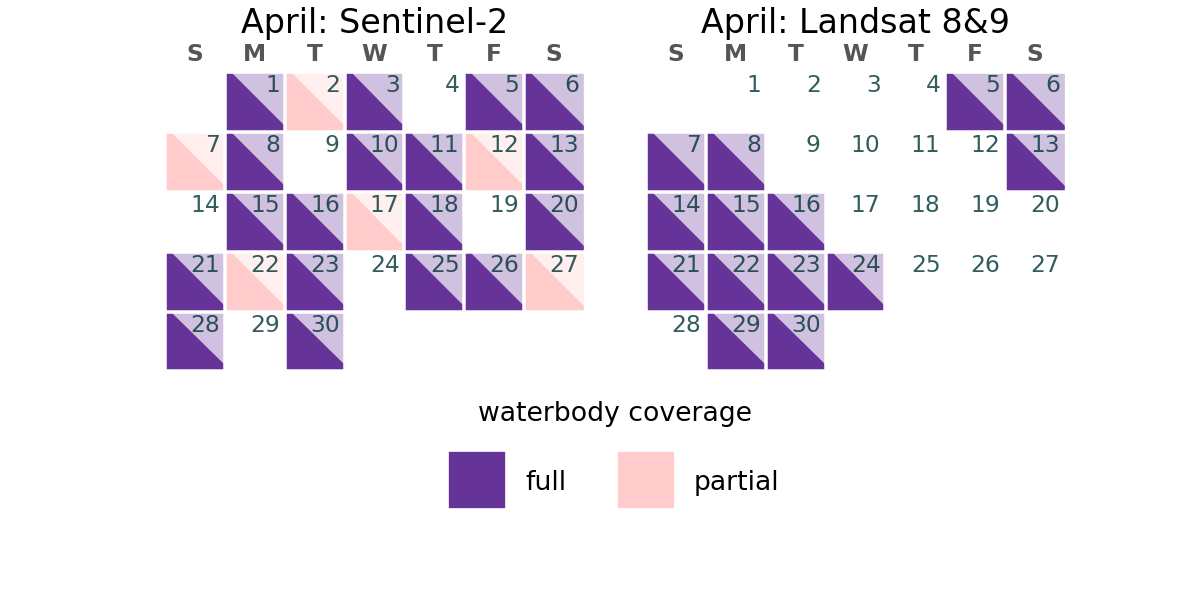 April: Sentinel-2
S M T W T F S
1 2 3 4 5 6
7 8 9 10 11 12 13
14 15 16 17 18 19 20
21 22 23 24 25 26 27
28 29 30
April: Landsat 8&9
S M T W T F S
1 2 3 4 5 6
7 8 9 10 11 12 13
14 15 16 17 18 19 20
21 22 23 24 25 26 27
28 29 30
waterbody coverage
full partial